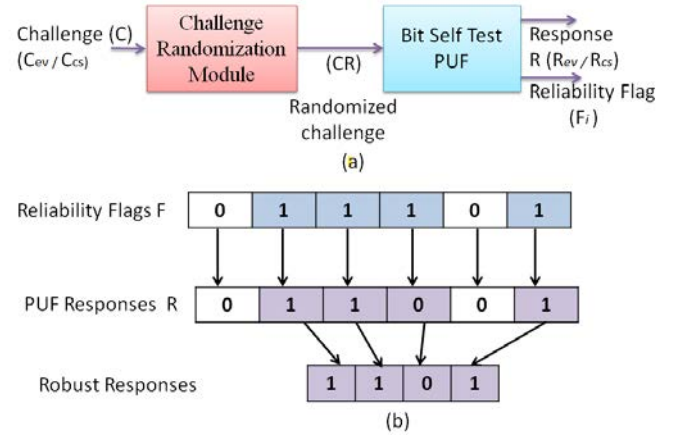 Challenge (C)
(Cev / Ccs)
Challenge
Randomization
Module
(CR)
Randomized
challenge
Bit Self Test
PUF
Response
R (Rev / Rcs)
Reliability Flag
(Fi )
(a)
Reliability Flags F 0 1 1 1 0 1
PUF Responses R 0 1 1 0 0 1
Robust Responses 1 1 0 1
(b)